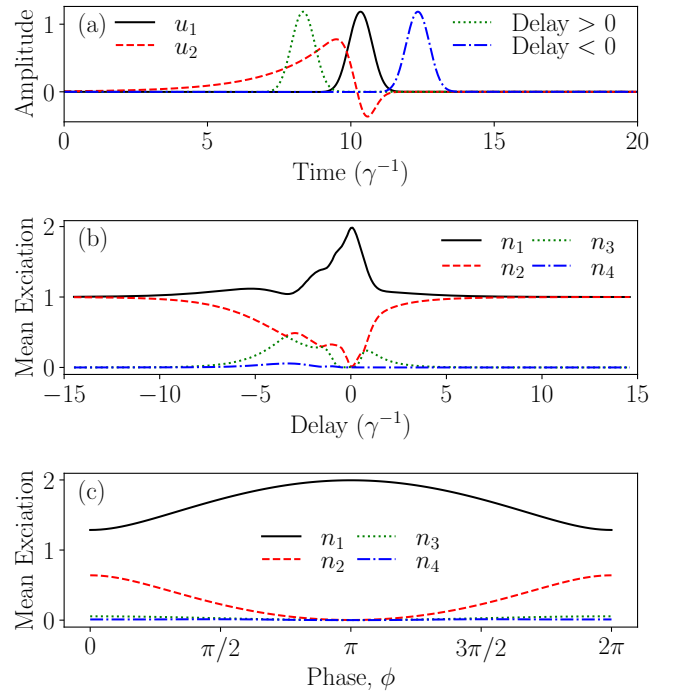 (a)
u1
u2
Delay > 0
Delay < 0
Amplitude
1
0
0 5 10 15 20
Time (γ⁻¹)
(b)
n1 n3
n2 n4
Mean Exciation
2
1
0
−15 −10 −5 0 5 10 15
Delay (γ⁻¹)
(c)
n1 n3
n2 n4
Mean Exciation
2
1
0
0 π/2 π 3π/2 2π
Phase, ϕ